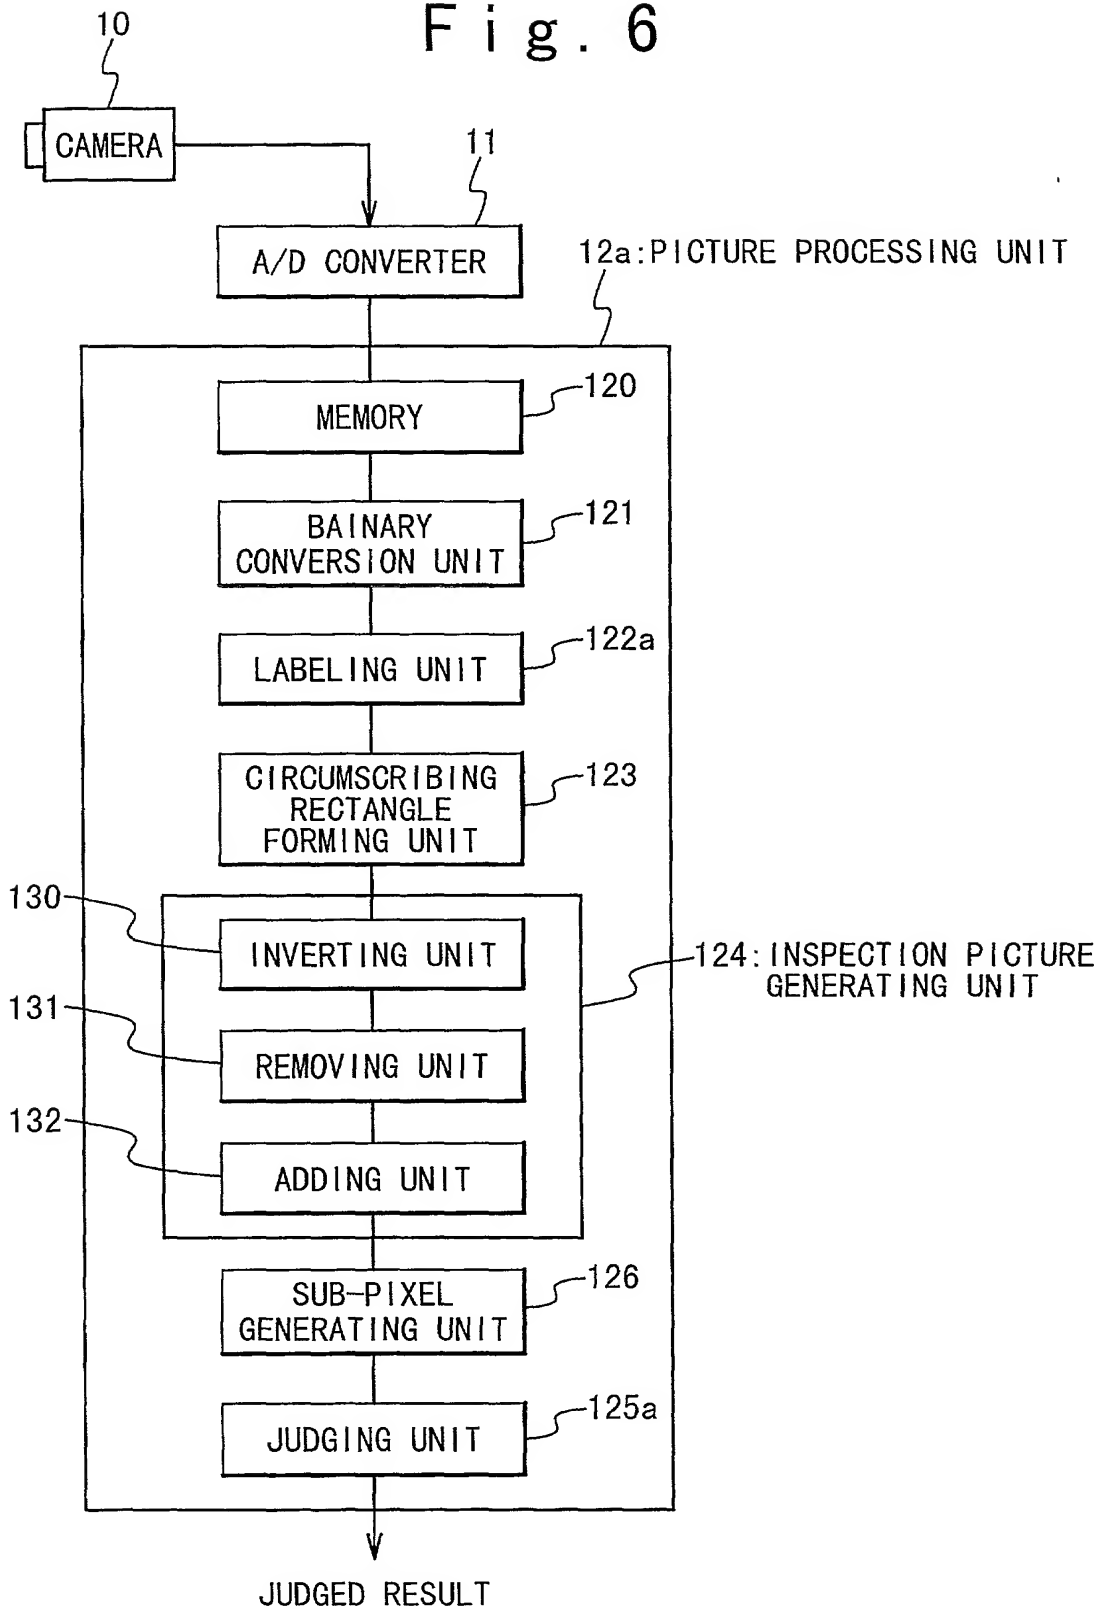 Fig. 6
10
CAMERA
11
A/D CONVERTER
12a:PICTURE PROCESSING UNIT
120
MEMORY
121
BAINARY
CONVERSION UNIT
122a
LABELING UNIT
123
CIRCUMSCRIBING
RECTANGLE
FORMING UNIT
130
INVERTING UNIT
124:INSPECTION PICTURE
GENERATING UNIT
131
REMOVING UNIT
132
ADDING UNIT
126
SUB-PIXEL
GENERATING UNIT
125a
JUDGING UNIT
JUDGED RESULT